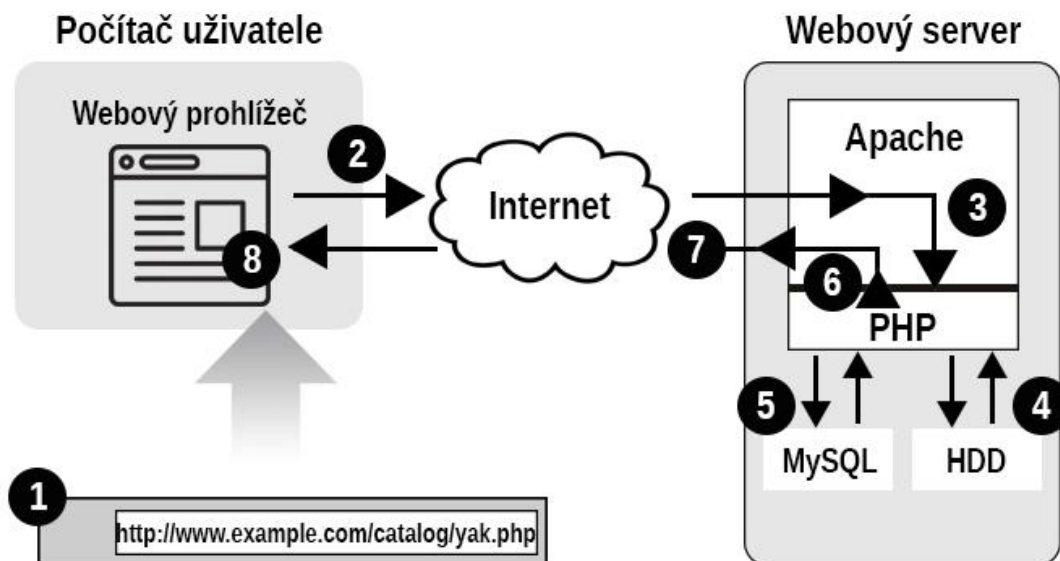 Počítač uživatele
Webový server
Webový prohlížeč
2
Internet
Apache
3
8
7
6
PHP
5
4
MySQL
HDD
1
http://www.example.com/catalog/yak.php